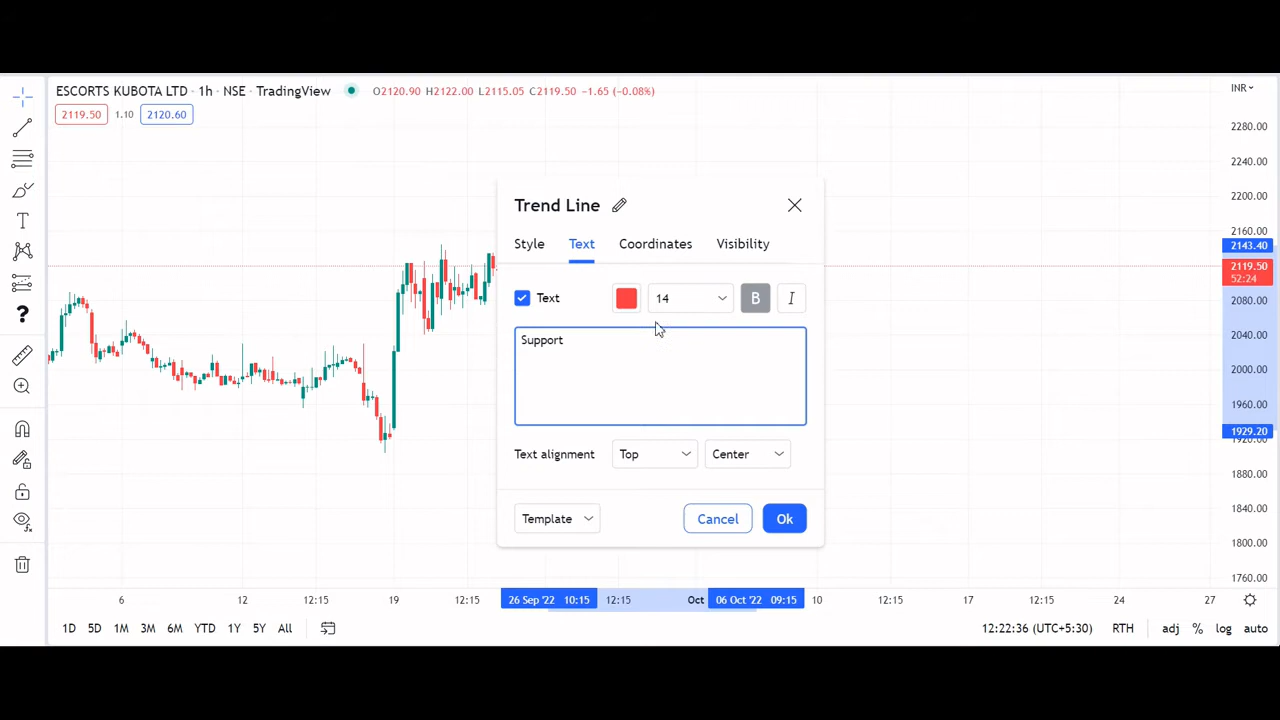 ESCORTS KUBOTA LTD · 1h · NSE · TradingView
O2120.90 H2122.00 L2115.05 C2119.50 −1.65 (−0.08%)
INR
2119.50 1.10 2120.60
2280.00
2240.00
2200.00
2160.00
2143.40
2119.50
52:24
2080.00
2040.00
2000.00
1960.00
1929.20
1920.00
1880.00
1840.00
1800.00
1760.00
Trend Line
Style Text Coordinates Visibility
Text 14 B I
Support
Text alignment Top Center
Template Cancel Ok
6 12 12:15 19 12:15 26 Sep '22 10:15 12:15 Oct 06 Oct '22 09:15 10 12:15 17 12:15 24 27
1D 5D 1M 3M 6M YTD 1Y 5Y All 12:22:36 (UTC+5:30) RTH adj % log auto